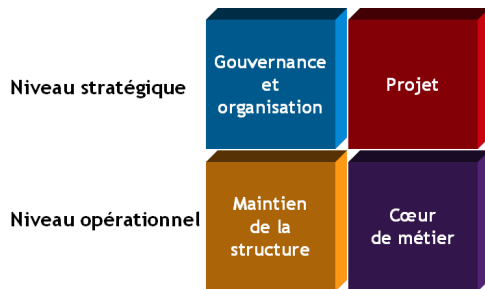 Niveau stratégique
Gouvernance
et
organisation
Projet
Niveau opérationnel
Maintien
de la
structure
Cœur
de métier